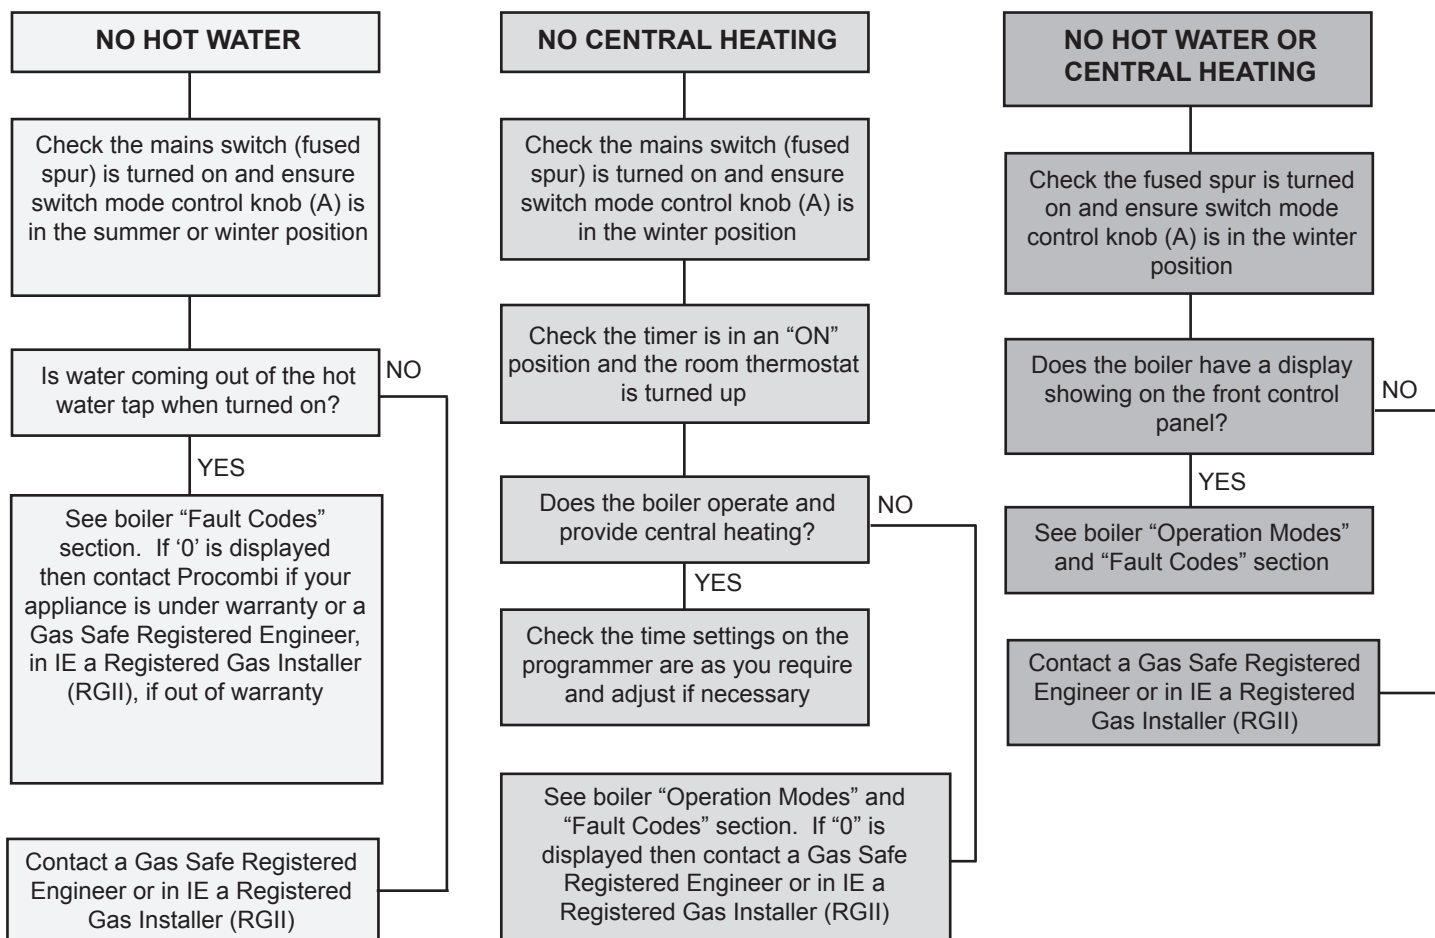 NO HOT WATER
Check the mains switch (fused
spur) is turned on and ensure
switch mode control knob (A) is
in the summer or winter position
Is water coming out of the hot
water tap when turned on?
NO
YES
See boiler “Fault Codes”
section.  If ‘0’ is displayed
then contact Procombi if your
appliance is under warranty or a
Gas Safe Registered Engineer,
in IE a Registered Gas Installer
(RGII), if out of warranty
Contact a Gas Safe Registered
Engineer or in IE a Registered
Gas Installer (RGII)
NO CENTRAL HEATING
Check the mains switch (fused
spur) is turned on and ensure
switch mode control knob (A) is
in the winter position
Check the timer is in an “ON”
position and the room thermostat
is turned up
Does the boiler operate and
provide central heating?
NO
YES
Check the time settings on the
programmer are as you require
and adjust if necessary
See boiler “Operation Modes” and
“Fault Codes” section.  If “0” is
displayed then contact a Gas Safe
Registered Engineer or in IE a
Registered Gas Installer (RGII)
NO HOT WATER OR
CENTRAL HEATING
Check the fused spur is turned
on and ensure switch mode
control knob (A) is in the winter
position
Does the boiler have a display
showing on the front control
panel?
NO
YES
See boiler “Operation Modes”
and “Fault Codes” section
Contact a Gas Safe Registered
Engineer or in IE a Registered
Gas Installer (RGII)